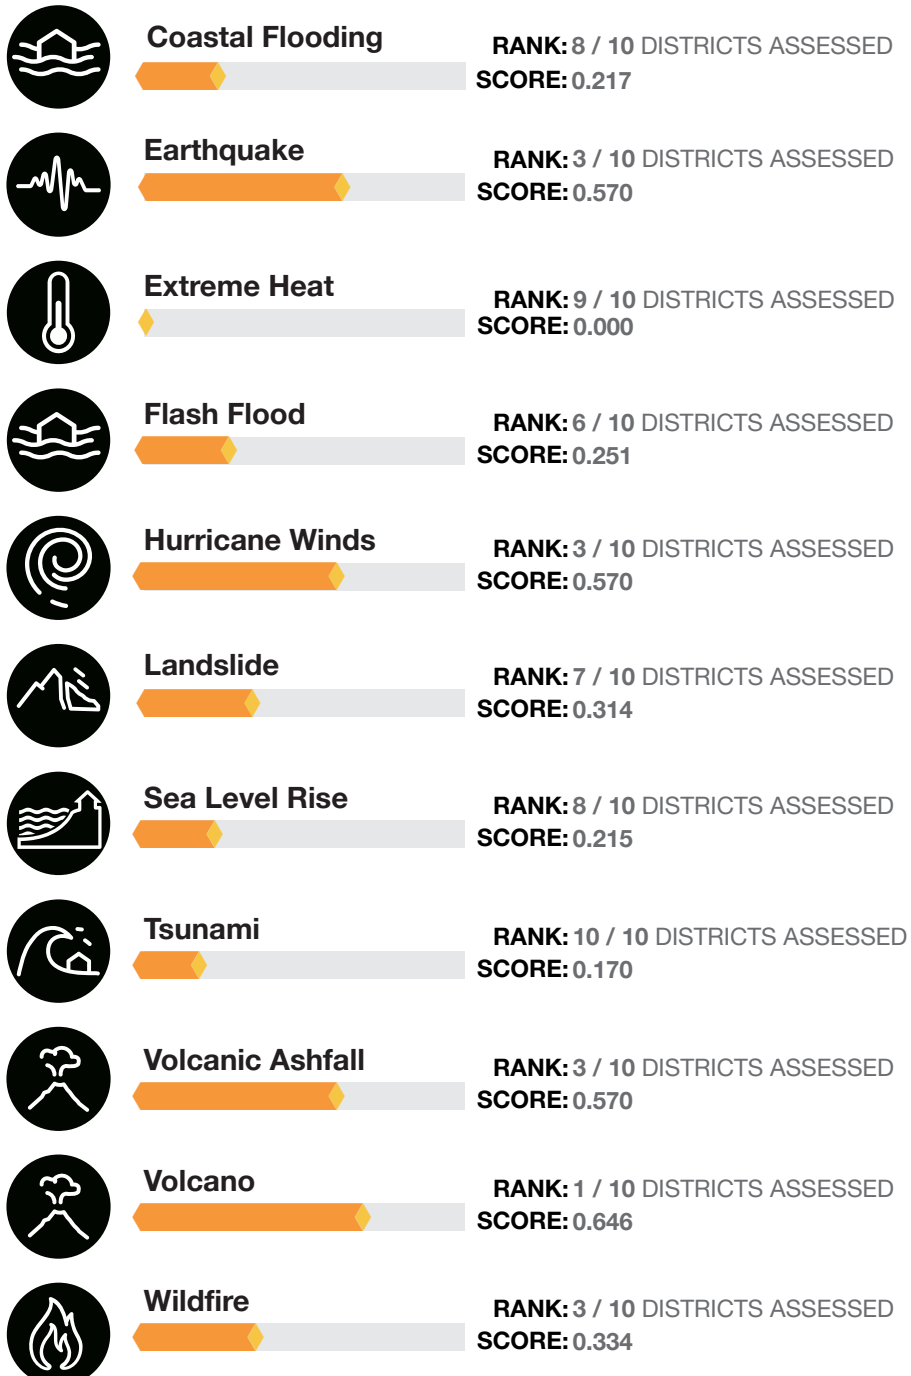 Coastal Flooding
RANK: 8 / 10 DISTRICTS ASSESSED
SCORE: 0.217
Earthquake
RANK: 3 / 10 DISTRICTS ASSESSED
SCORE: 0.570
Extreme Heat
RANK: 9 / 10 DISTRICTS ASSESSED
SCORE: 0.000
Flash Flood
RANK: 6 / 10 DISTRICTS ASSESSED
SCORE: 0.251
Hurricane Winds
RANK: 3 / 10 DISTRICTS ASSESSED
SCORE: 0.570
Landslide
RANK: 7 / 10 DISTRICTS ASSESSED
SCORE: 0.314
Sea Level Rise
RANK: 8 / 10 DISTRICTS ASSESSED
SCORE: 0.215
Tsunami
RANK: 10 / 10 DISTRICTS ASSESSED
SCORE: 0.170
Volcanic Ashfall
RANK: 3 / 10 DISTRICTS ASSESSED
SCORE: 0.570
Volcano
RANK: 1 / 10 DISTRICTS ASSESSED
SCORE: 0.646
Wildfire
RANK: 3 / 10 DISTRICTS ASSESSED
SCORE: 0.334